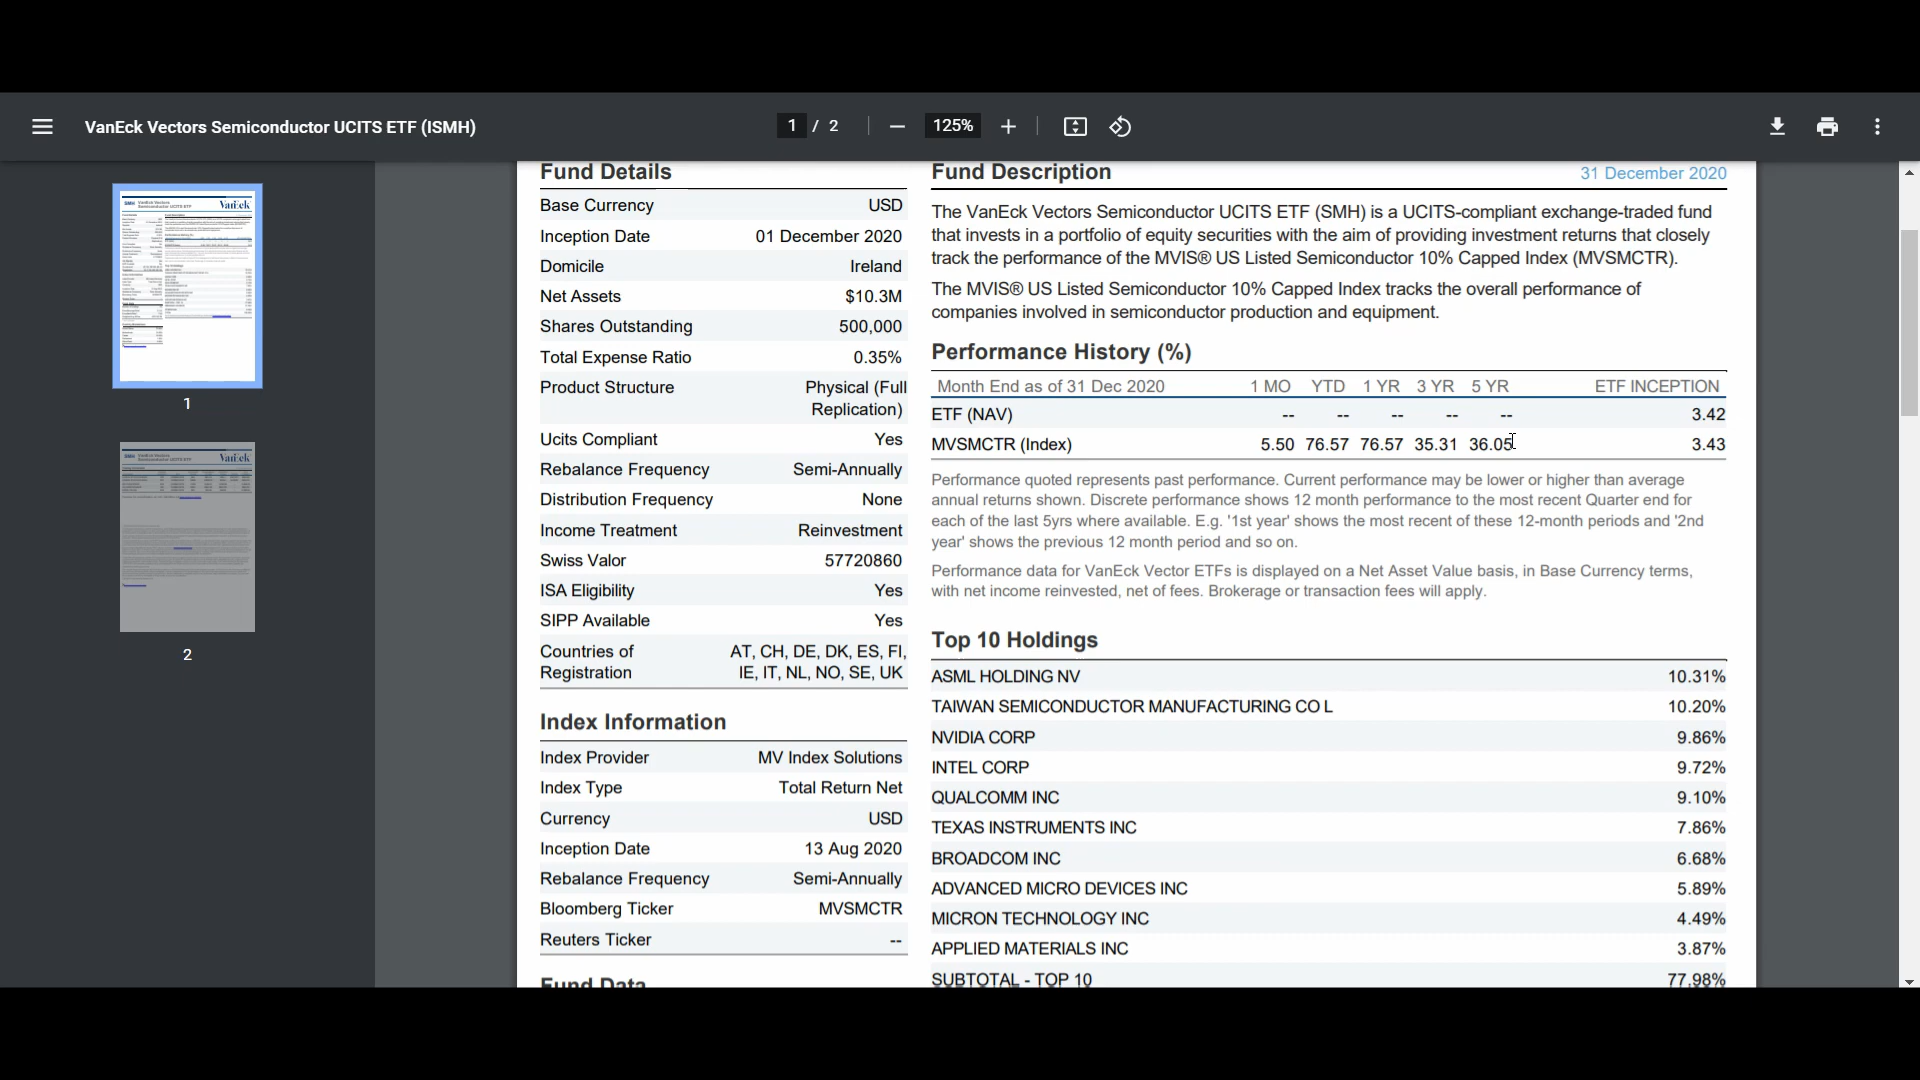 VanEck Vectors Semiconductor UCITS ETF (ISMH)
1 / 2
125%
1
2
Fund Details
Base Currency USD
Inception Date 01 December 2020
Domicile Ireland
Net Assets $10.3M
Shares Outstanding 500,000
Total Expense Ratio 0.35%
Product Structure Physical (Full
Replication)
Ucits Compliant Yes
Rebalance Frequency Semi-Annually
Distribution Frequency None
Income Treatment Reinvestment
Swiss Valor 57720860
ISA Eligibility Yes
SIPP Available Yes
Countries of AT, CH, DE, DK, ES, FI,
Registration IE, IT, NL, NO, SE, UK
Index Information
Index Provider MV Index Solutions
Index Type Total Return Net
Currency USD
Inception Date 13 Aug 2020
Rebalance Frequency Semi-Annually
Bloomberg Ticker MVSMCTR
Reuters Ticker --
Fund Data
Fund Description 31 December 2020
The VanEck Vectors Semiconductor UCITS ETF (SMH) is a UCITS-compliant exchange-traded fund
that invests in a portfolio of equity securities with the aim of providing investment returns that closely
track the performance of the MVIS® US Listed Semiconductor 10% Capped Index (MVSMCTR).
The MVIS® US Listed Semiconductor 10% Capped Index tracks the overall performance of
companies involved in semiconductor production and equipment.
Performance History (%)
Month End as of 31 Dec 2020 1 MO YTD 1 YR 3 YR 5 YR ETF INCEPTION
ETF (NAV) -- -- -- -- -- 3.42
MVSMCTR (Index) 5.50 76.57 76.57 35.31 36.05 3.43
Performance quoted represents past performance. Current performance may be lower or higher than average
annual returns shown. Discrete performance shows 12 month performance to the most recent Quarter end for
each of the last 5yrs where available. E.g. '1st year' shows the most recent of these 12-month periods and '2nd
year' shows the previous 12 month period and so on.
Performance data for VanEck Vector ETFs is displayed on a Net Asset Value basis, in Base Currency terms,
with net income reinvested, net of fees. Brokerage or transaction fees will apply.
Top 10 Holdings
ASML HOLDING NV 10.31%
TAIWAN SEMICONDUCTOR MANUFACTURING CO L 10.20%
NVIDIA CORP 9.86%
INTEL CORP 9.72%
QUALCOMM INC 9.10%
TEXAS INSTRUMENTS INC 7.86%
BROADCOM INC 6.68%
ADVANCED MICRO DEVICES INC 5.89%
MICRON TECHNOLOGY INC 4.49%
APPLIED MATERIALS INC 3.87%
SUBTOTAL - TOP 10 77.98%